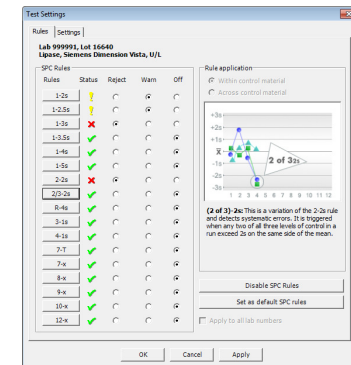 Test Settings
Rules Settings
Lab 999991, Lot 16640
Lipase, Siemens Dimension Vista, U/L
SPC Rules
Rules Status Reject Warn Off
1-2s
1-2.5s
1-3s
1-3.5s
1-4s
1-5s
2-2s
2/3-2s
R-4s
3-1s
4-1s
7-T
7-x
8-x
9-x
10-x
12-x
Rule application
Within control material
Across control material
+3s
+2s
+1s
X
-1s
-2s
-3s
2 of 32s
1 2 3 4 5 6 7 8 9 10 11 12
(2 of 3)-2s: This is a variation of the 2-2s rule
and detects systematic errors. It is triggered
when any two of all three levels of control in a
run exceed 2s on the same side of the mean.
Disable SPC Rules
Set as default SPC rules
Apply to all lab numbers
OK Cancel Apply